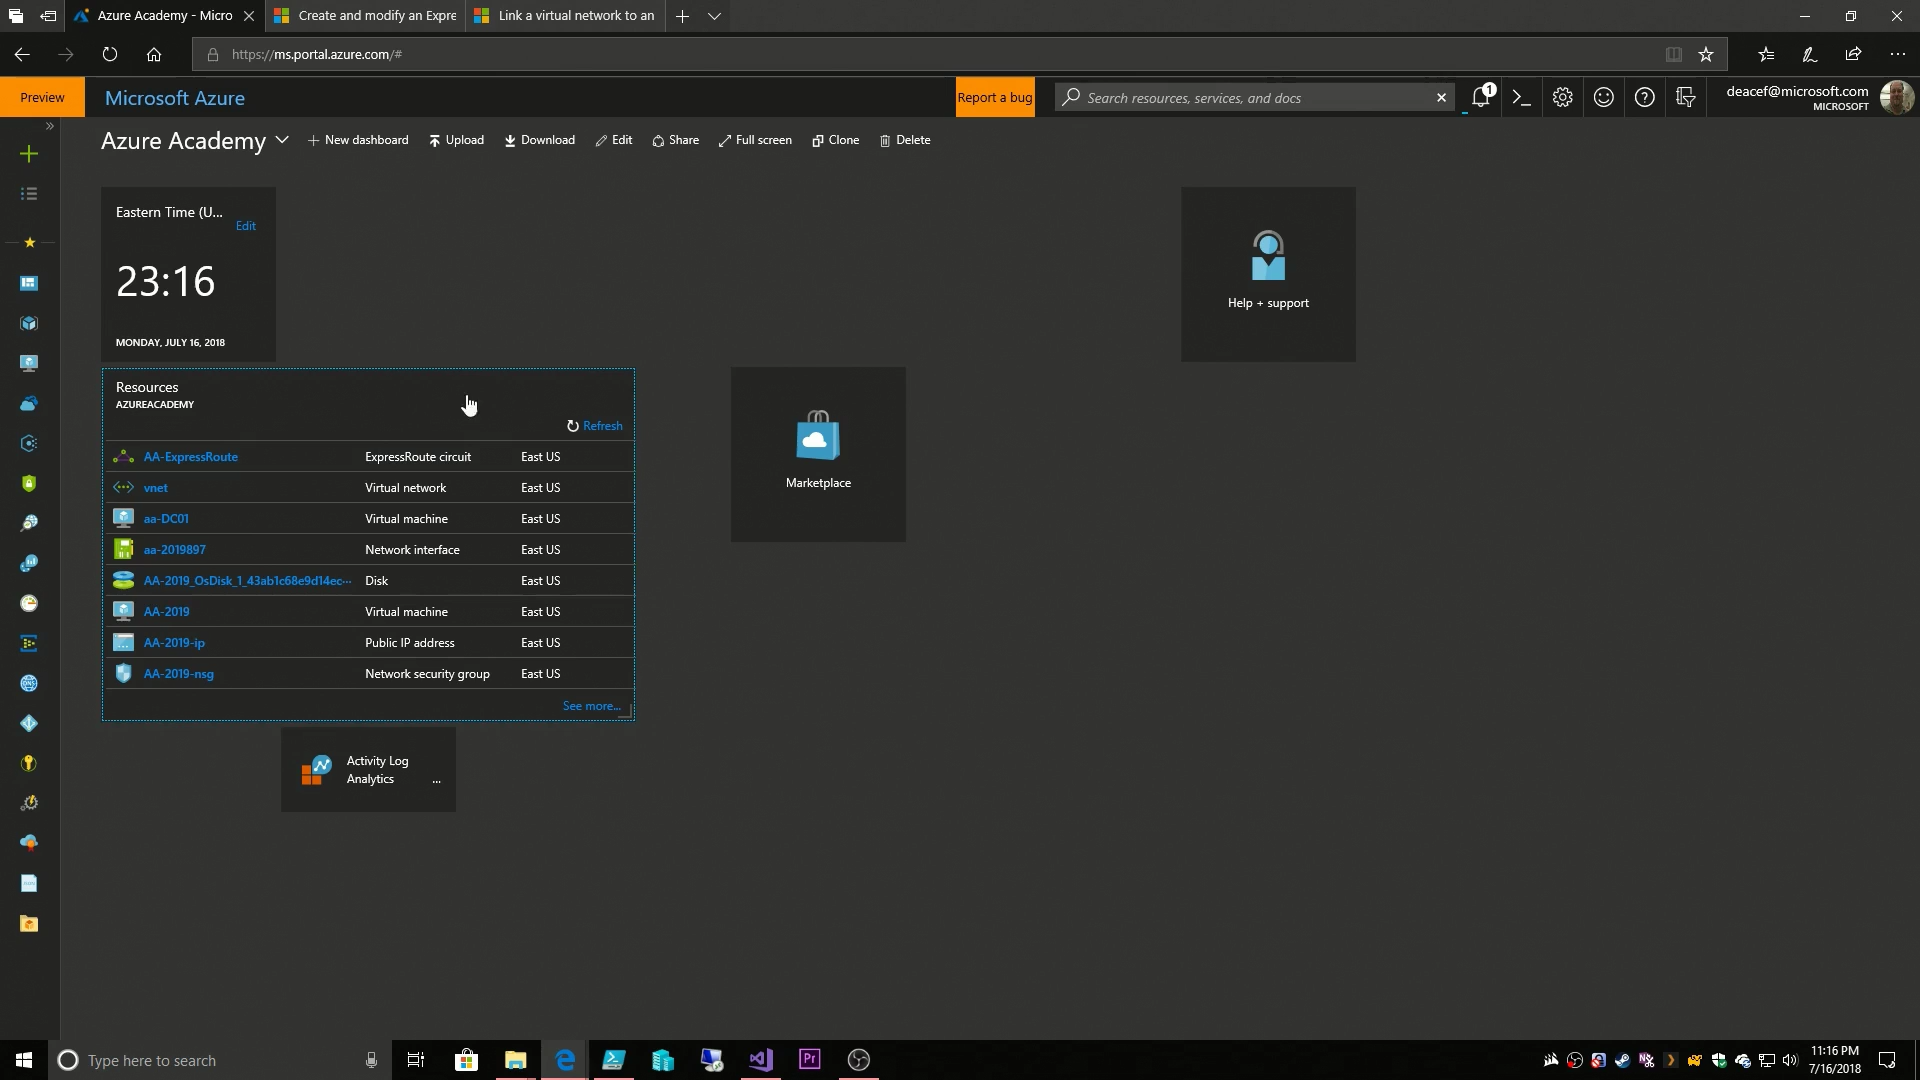 Azure Academy - Micro
Create and modify an Expre
Link a virtual network to an
https://ms.portal.azure.com/#
Preview
Microsoft Azure
Report a bug
Search resources, services, and docs
1
deacef@microsoft.com
MICROSOFT
Azure Academy
New dashboard
Upload
Download
Edit
Share
Full screen
Clone
Delete
Eastern Time (U...
Edit
23:16
MONDAY, JULY 16, 2018
Help + support
Resources
AZUREACADEMY
Refresh
AA-ExpressRoute ExpressRoute circuit East US
vnet Virtual network East US
aa-DC01 Virtual machine East US
aa-2019897 Network interface East US
AA-2019_OsDisk_1_43ab1c68e9d14ec... Disk East US
AA-2019 Virtual machine East US
AA-2019-ip Public IP address East US
AA-2019-nsg Network security group East US
See more...
Marketplace
Activity Log
Analytics ...
Type here to search
Pr
11:16 PM
7/16/2018